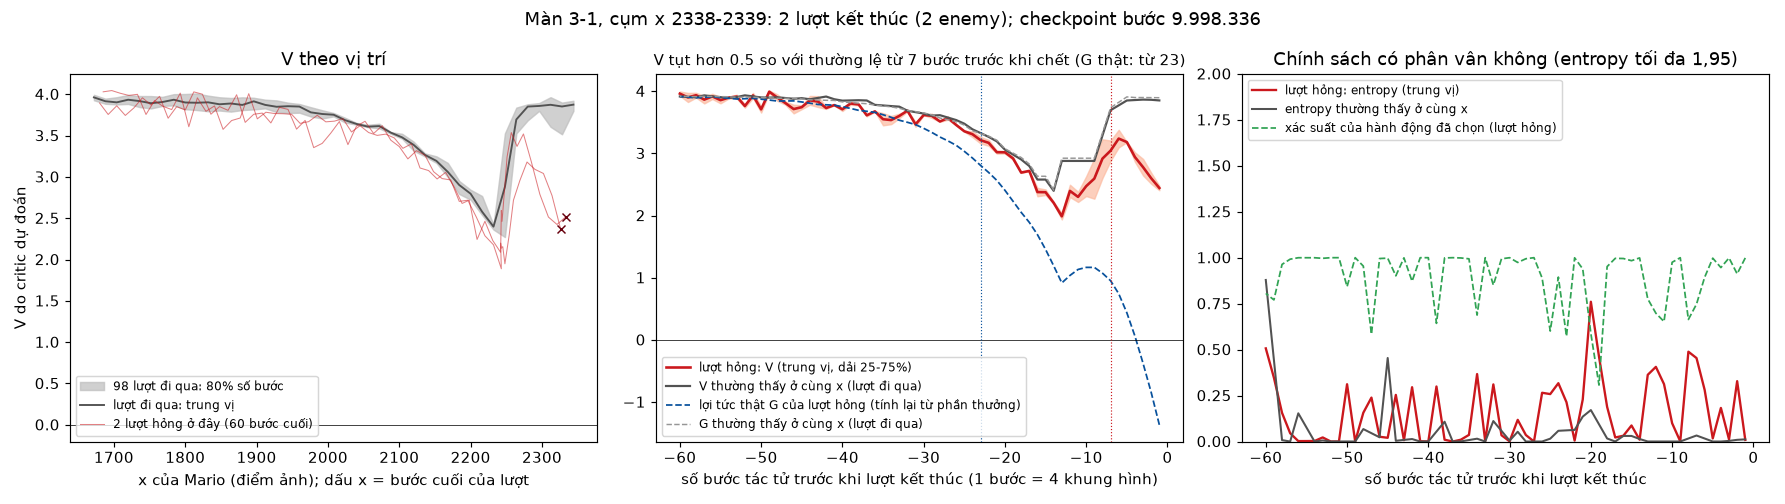 Màn 3-1, cụm x 2338-2339: 2 lượt kết thúc (2 enemy); checkpoint bước 9.998.336
V theo vị trí
V do critic dự đoán
4.0
3.5
3.0
2.5
2.0
1.5
1.0
0.5
0.0
98 lượt đi qua: 80% số bước
lượt đi qua: trung vị
2 lượt hỏng ở đây (60 bước cuối)
1700 1800 1900 2000 2100 2200 2300
x của Mario (điểm ảnh); dấu x = bước cuối của lượt
V tụt hơn 0.5 so với thường lệ từ 7 bước trước khi chết (G thật: từ 23)
4
3
2
1
0
−1
lượt hỏng: V (trung vị, dải 25-75%)
V thường thấy ở cùng x (lượt đi qua)
lợi tức thật G của lượt hỏng (tính lại từ phần thưởng)
G thường thấy ở cùng x (lượt đi qua)
−60 −50 −40 −30 −20 −10 0
số bước tác tử trước khi lượt kết thúc (1 bước = 4 khung hình)
Chính sách có phân vân không (entropy tối đa 1,95)
2.00
1.75
1.50
1.25
1.00
0.75
0.50
0.25
0.00
lượt hỏng: entropy (trung vị)
entropy thường thấy ở cùng x
xác suất của hành động đã chọn (lượt hỏng)
−60 −50 −40 −30 −20 −10 0
số bước tác tử trước khi lượt kết thúc